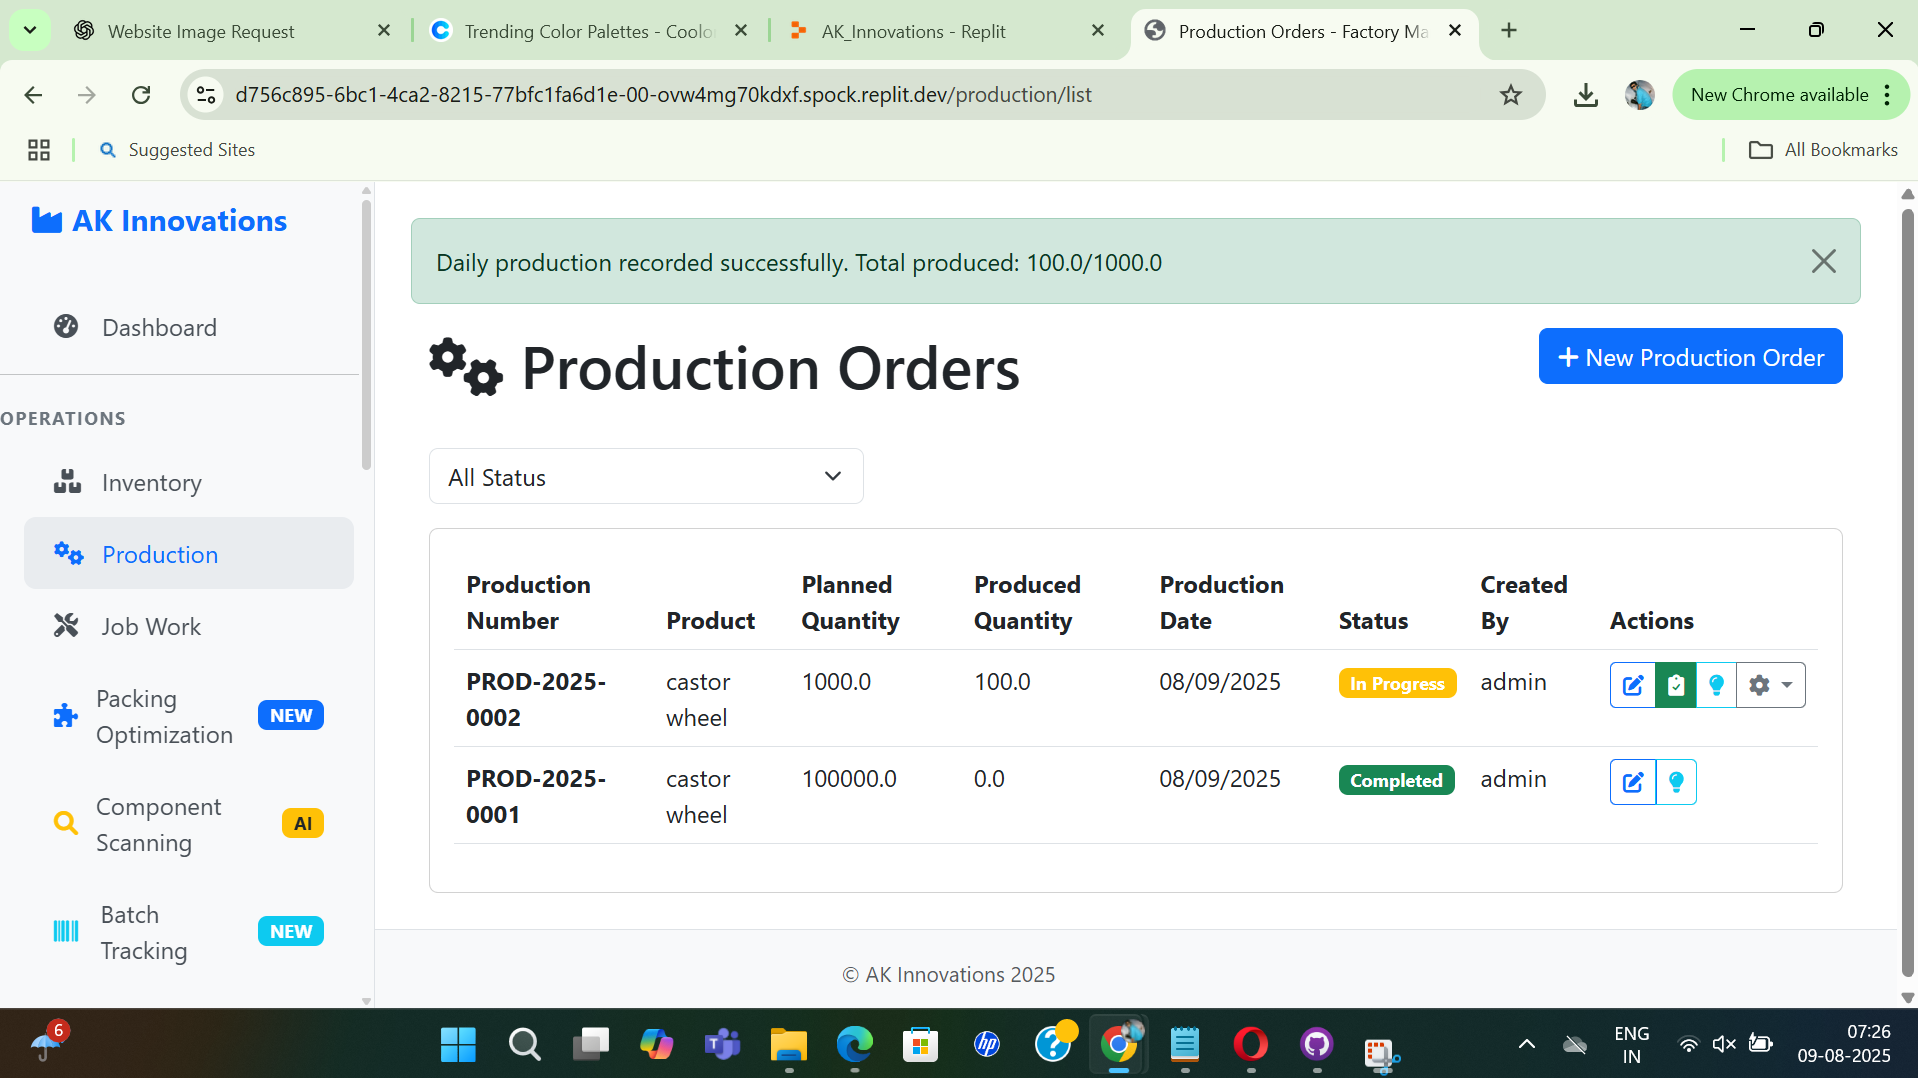 Website Image Request
Trending Color Palettes - Coolo
AK_Innovations - Replit
Production Orders - Factory Ma
d756c895-6bc1-4ca2-8215-77bfc1fa6d1e-00-ovw4mg70kdxf.spock.replit.dev/production/list
New Chrome available
Suggested Sites
All Bookmarks
AK Innovations
Dashboard
OPERATIONS
Inventory
Production
Job Work
Packing
Optimization
NEW
Component
Scanning
AI
Batch
Tracking
NEW
Daily production recorded successfully. Total produced: 100.0/1000.0
Production Orders
New Production Order
All Status
Production
Number
Product
Planned
Quantity
Produced
Quantity
Production
Date
Status
Created
By
Actions
PROD-2025-
0002
castor
wheel
1000.0
100.0
08/09/2025
In Progress
admin
PROD-2025-
0001
castor
wheel
100000.0
0.0
08/09/2025
Completed
admin
© AK Innovations 2025
6
hp
ENG
IN
07:26
09-08-2025